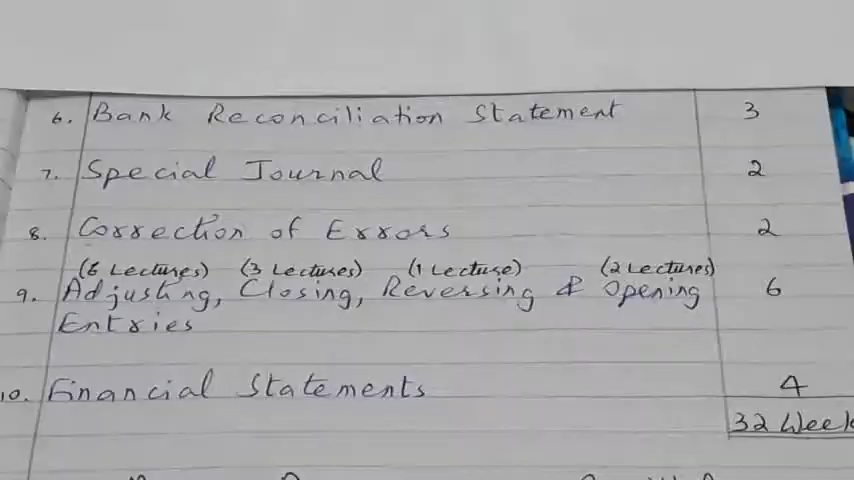 6. Bank Reconciliation Statement 3
7. Special Journal 2
8. Correction of Errors 2
(6 Lectures) (3 Lectures) (1 Lecture) (2 Lectures)
9. Adjusting, Closing, Reversing & Opening 6
Entries
10. Financial Statements 4
32 Week